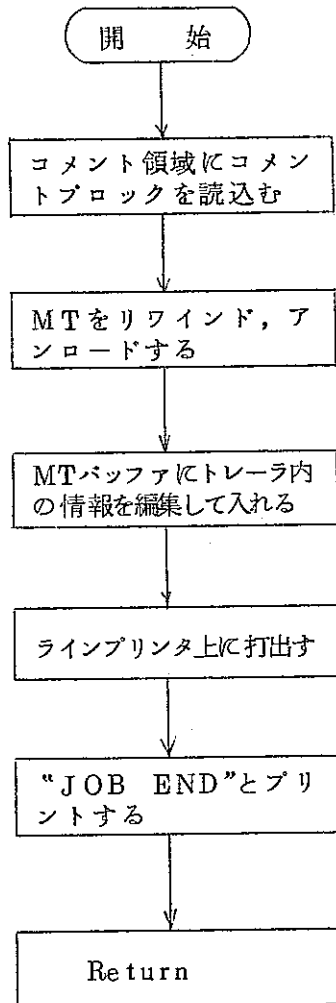 開　始
コメント領域にコメン
トブロックを読込む
MTをリワインド，ア
ンロードする
MTバッファにトレーラ内
の情報を編集して入れる
ラインプリンタ上に打出す
“JOB END”とプリ
ントする
Return